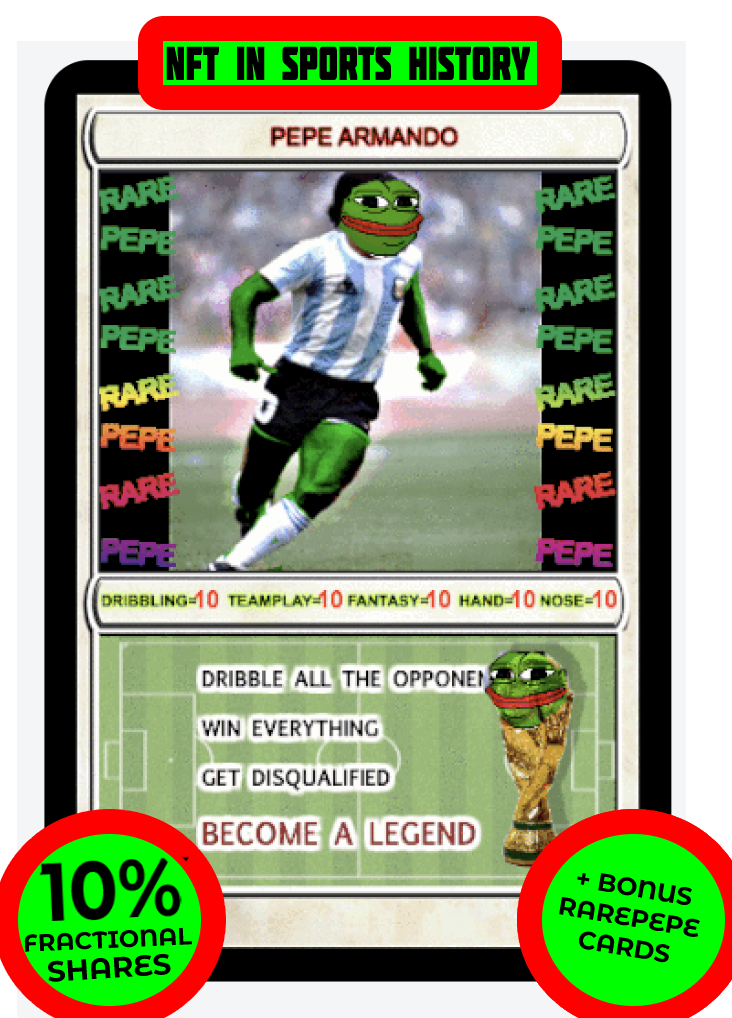 NFT IN SPORTS HISTORY
PEPE ARMANDO
RARE
PEPE
RARE
PEPE
RARE
PEPE
RARE
PEPE
RARE
PEPE
RARE
PEPE
RARE
PEPE
RARE
PEPE
DRIBBLING=10 TEAMPLAY=10 FANTASY=10 HAND=10 NOSE=10
DRIBBLE ALL THE OPPONEN
WIN EVERYTHING
GET DISQUALIFIED
BECOME A LEGEND
10%
FRACTIONAL
SHARES
+ BONUS
RAREPEPE
CARDS